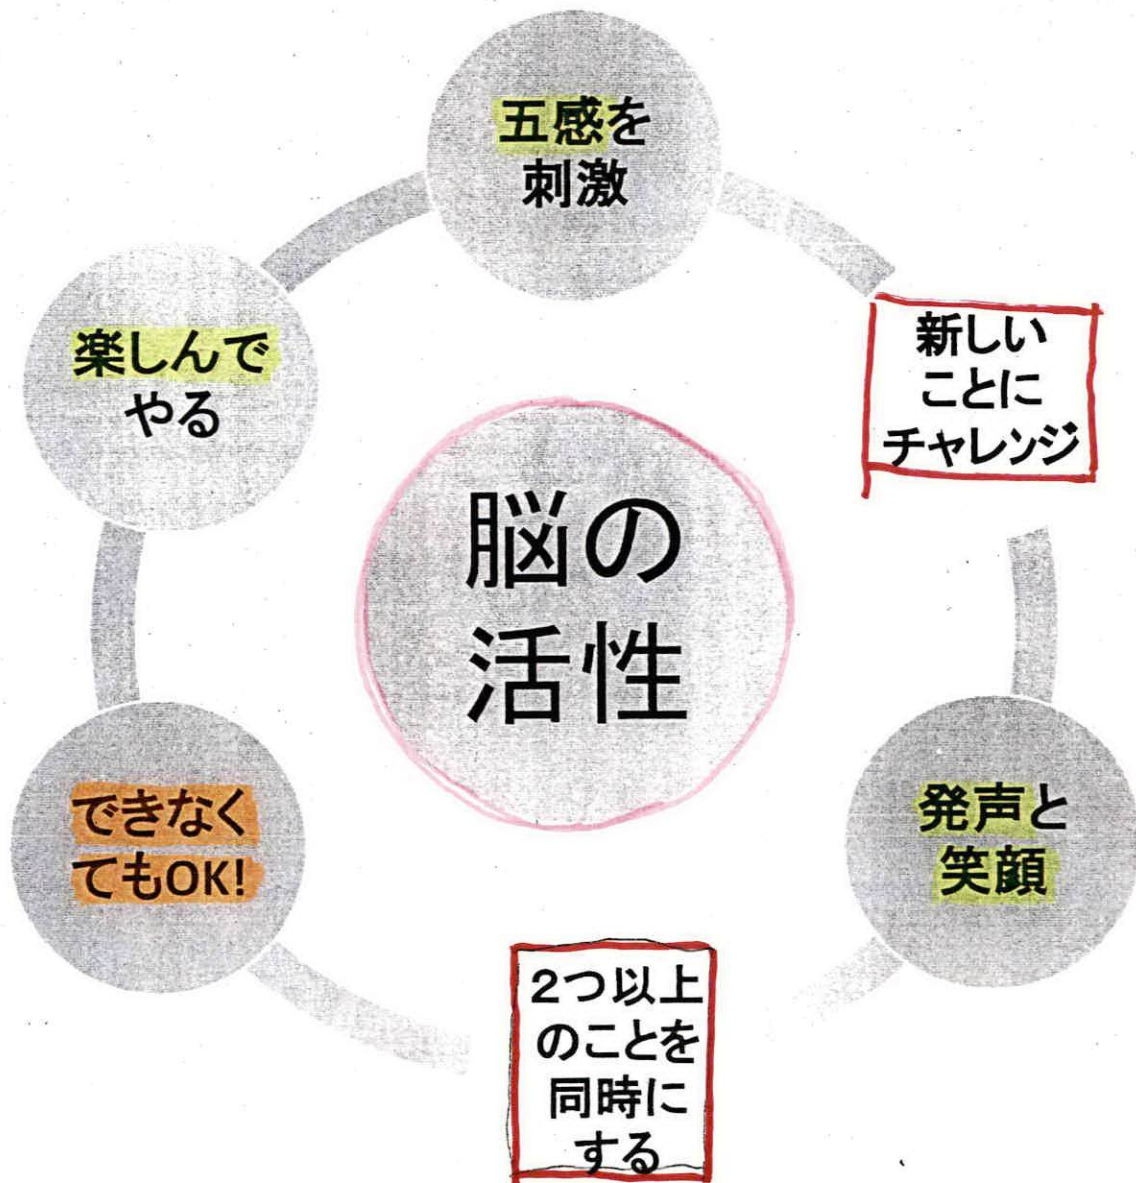 五感を
刺激
新しい
ことに
チャレンジ
発声と
笑顔
2つ以上
のことを
同時に
する
できなく
てもOK!
楽しんで
やる
脳の
活性